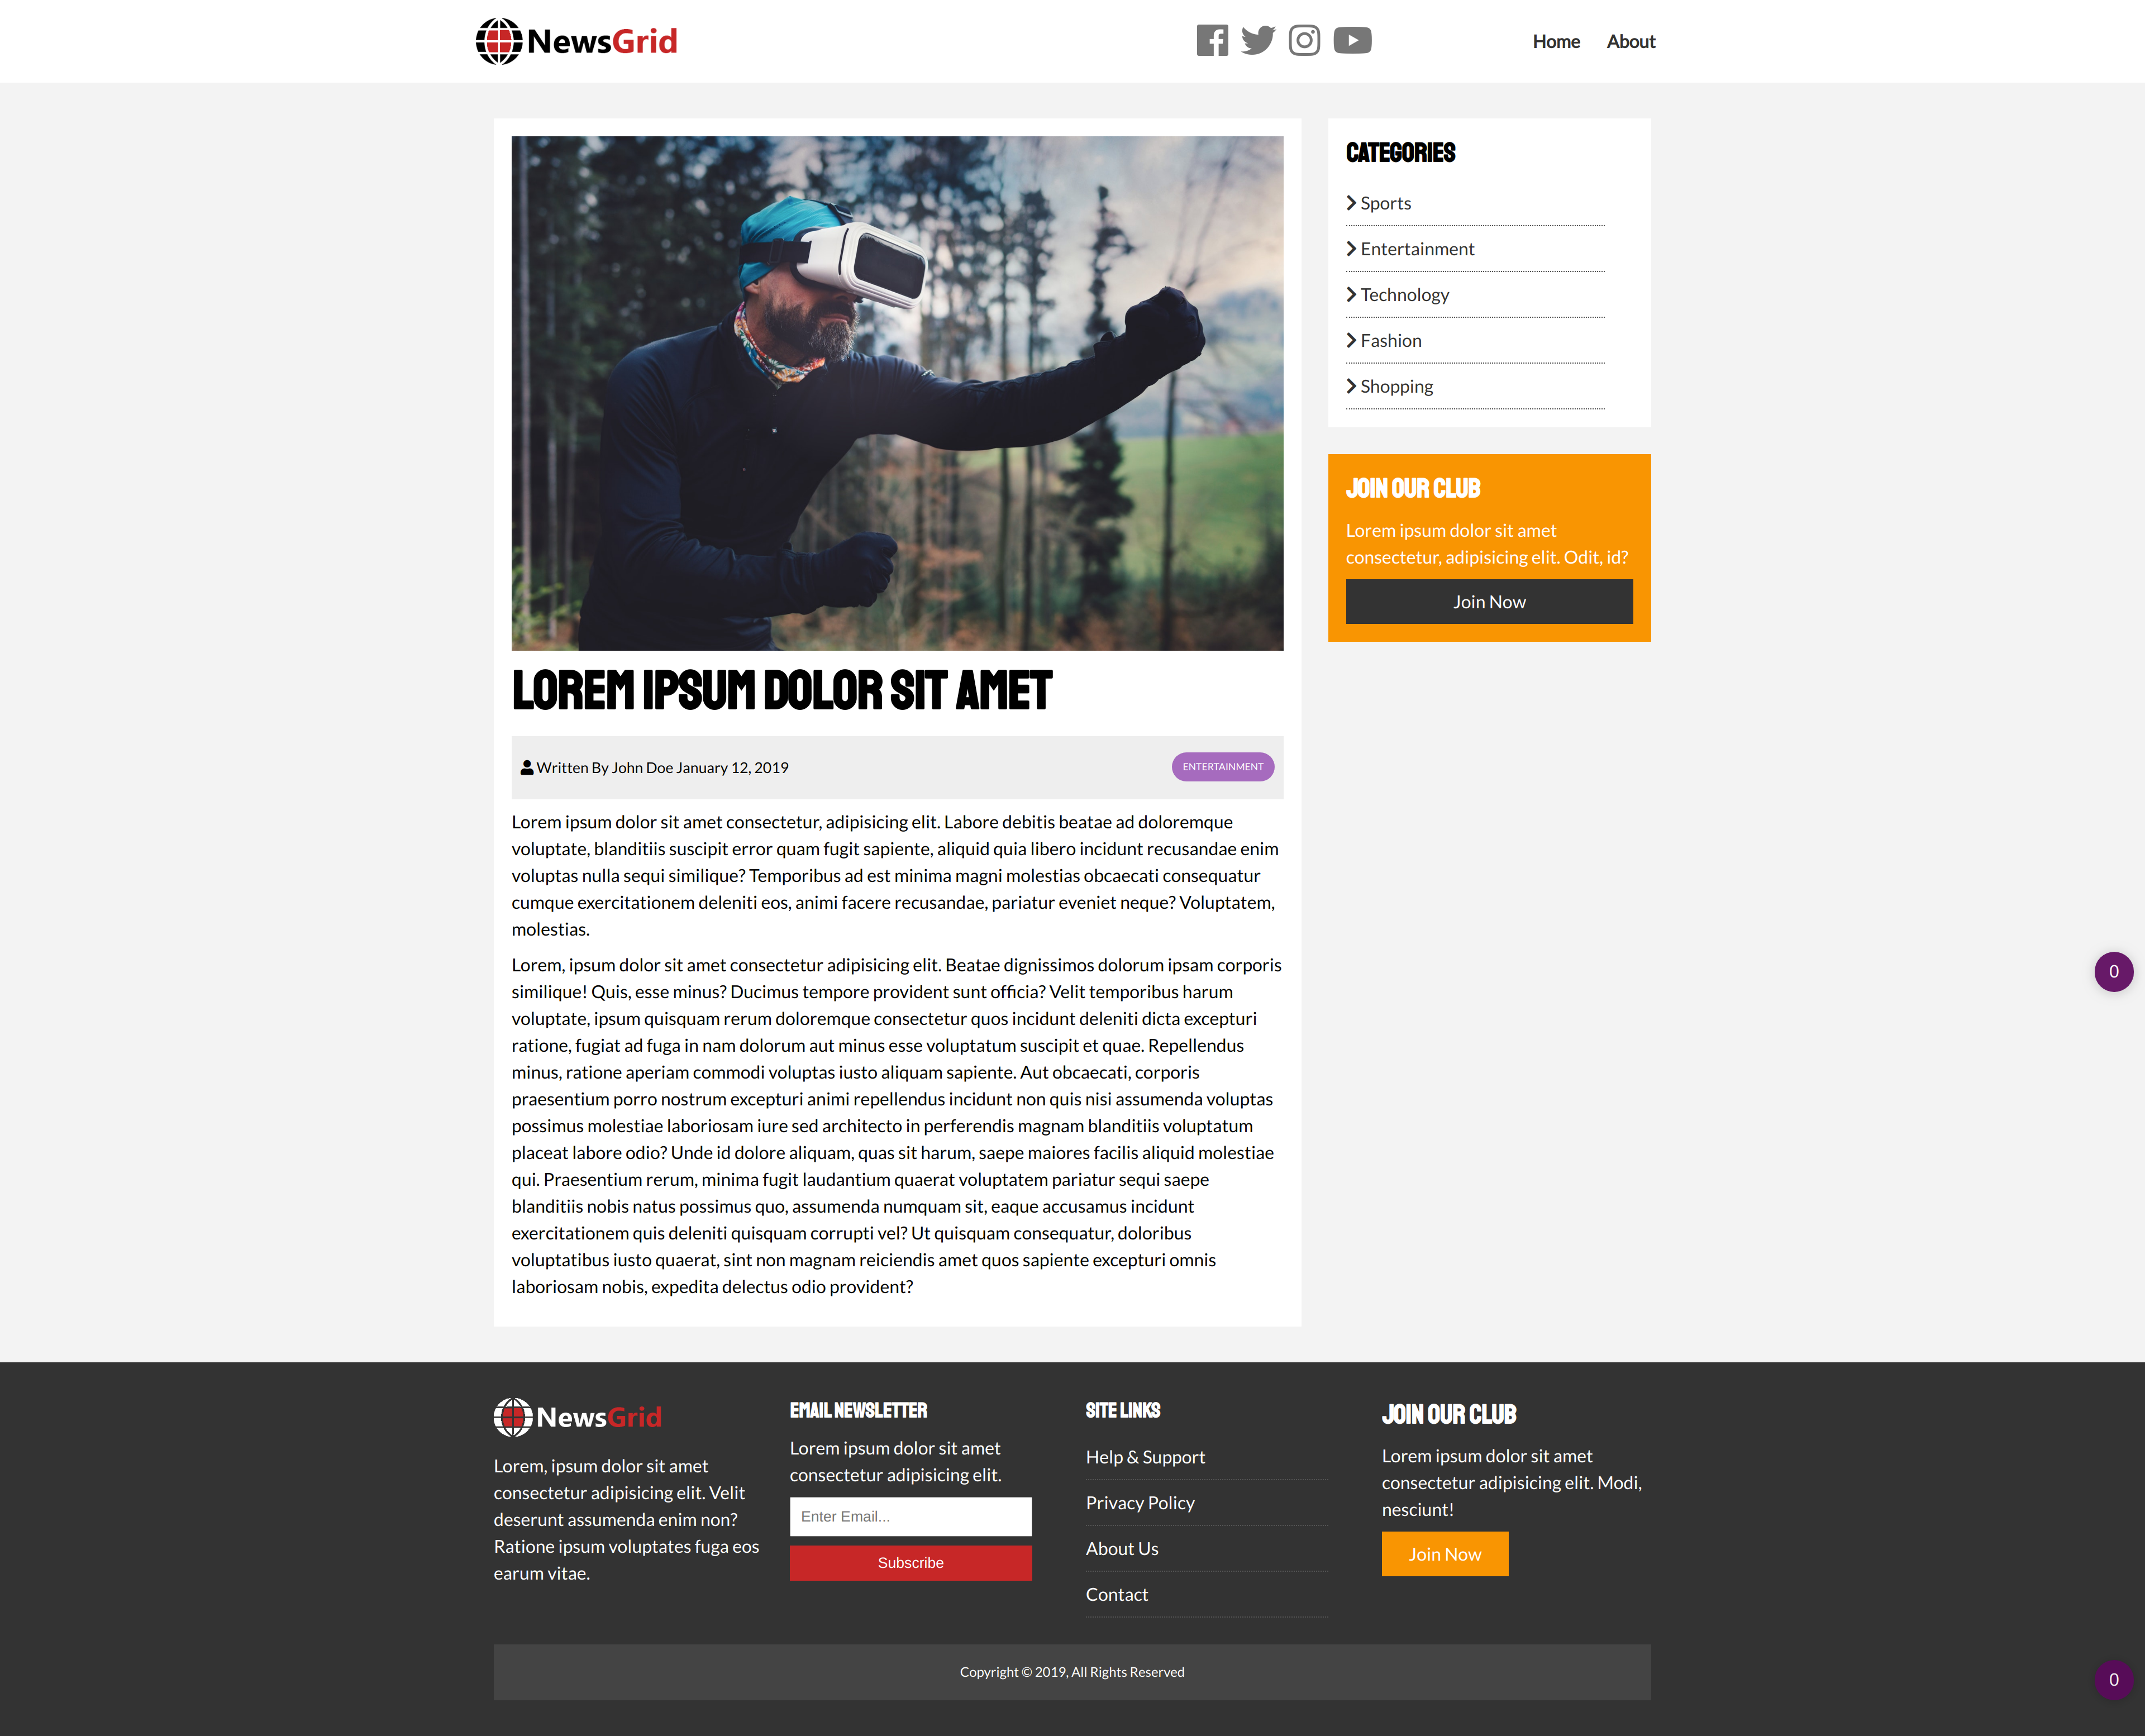 NewsGrid
Home About
CATEGORIES
Sports
Entertainment
Technology
Fashion
Shopping
JOIN OUR CLUB
Lorem ipsum dolor sit amet
consectetur, adipisicing elit. Odit, id?
Join Now
LOREM IPSUM DOLOR SIT AMET
Written By John Doe January 12, 2019
ENTERTAINMENT
Lorem ipsum dolor sit amet consectetur, adipisicing elit. Labore debitis beatae ad doloremque
voluptate, blanditiis suscipit error quam fugit sapiente, aliquid quia libero incidunt recusandae enim
voluptas nulla sequi similique? Temporibus ad est minima magni molestias obcaecati consequatur
cumque exercitationem deleniti eos, animi facere recusandae, pariatur eveniet neque? Voluptatem,
molestias.
Lorem, ipsum dolor sit amet consectetur adipisicing elit. Beatae dignissimos dolorum ipsam corporis
similique! Quis, esse minus? Ducimus tempore provident sunt officia? Velit temporibus harum
voluptate, ipsum quisquam rerum doloremque consectetur quos incidunt deleniti dicta excepturi
ratione, fugiat ad fuga in nam dolorum aut minus esse voluptatum suscipit et quae. Repellendus
minus, ratione aperiam commodi voluptas iusto aliquam sapiente. Aut obcaecati, corporis
praesentium porro nostrum excepturi animi repellendus incidunt non quis nisi assumenda voluptas
possimus molestiae laboriosam iure sed architecto in perferendis magnam blanditiis voluptatum
placeat labore odio? Unde id dolore aliquam, quas sit harum, saepe maiores facilis aliquid molestiae
qui. Praesentium rerum, minima fugit laudantium quaerat voluptatem pariatur sequi saepe
blanditiis nobis natus possimus quo, assumenda numquam sit, eaque accusamus incidunt
exercitationem quis deleniti quisquam corrupti vel? Ut quisquam consequatur, doloribus
voluptatibus iusto quaerat, sint non magnam reiciendis amet quos sapiente excepturi omnis
laboriosam nobis, expedita delectus odio provident?
0
NewsGrid
Lorem, ipsum dolor sit amet
consectetur adipisicing elit. Velit
deserunt assumenda enim non?
Ratione ipsum voluptates fuga eos
earum vitae.
EMAIL NEWSLETTER
Lorem ipsum dolor sit amet
consectetur adipisicing elit.
Enter Email...
Subscribe
SITE LINKS
Help & Support
Privacy Policy
About Us
Contact
JOIN OUR CLUB
Lorem ipsum dolor sit amet
consectetur adipisicing elit. Modi,
nesciunt!
Join Now
Copyright © 2019, All Rights Reserved
0